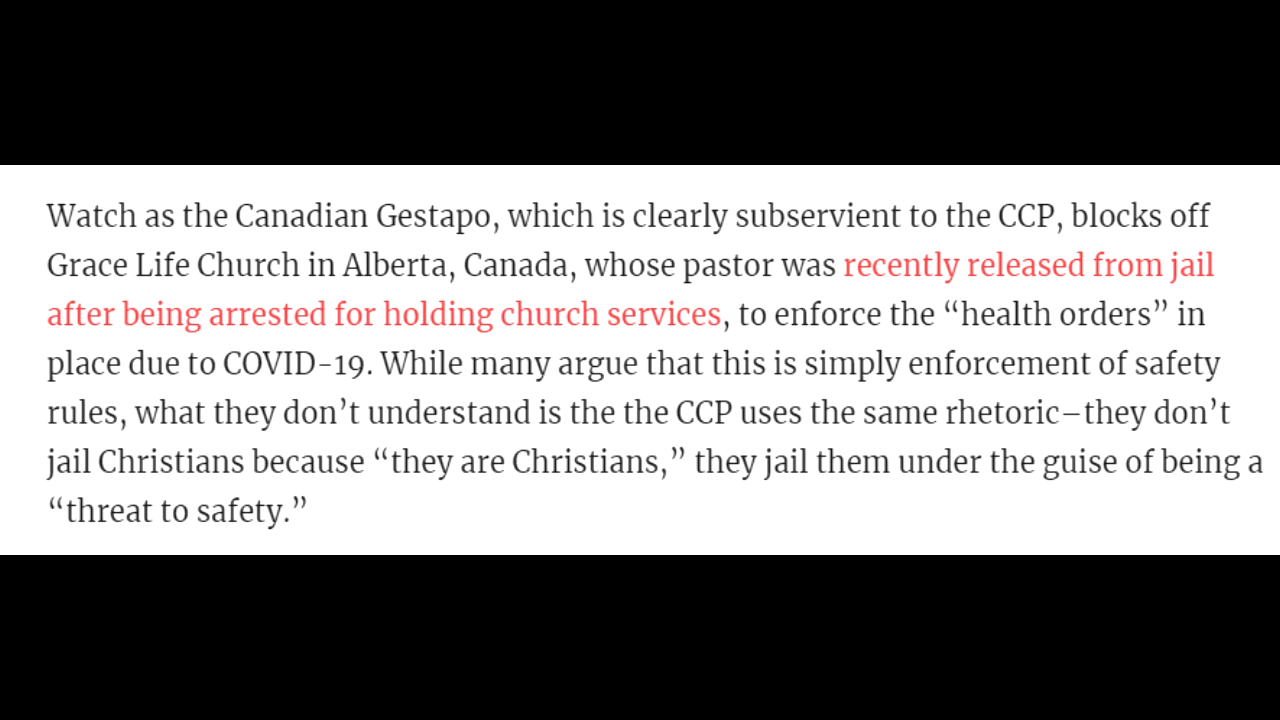 Watch as the Canadian Gestapo, which is clearly subservient to the CCP, blocks off
Grace Life Church in Alberta, Canada, whose pastor was recently released from jail
after being arrested for holding church services, to enforce the “health orders” in
place due to COVID-19. While many argue that this is simply enforcement of safety
rules, what they don’t understand is the the CCP uses the same rhetoric–they don’t
jail Christians because “they are Christians,” they jail them under the guise of being a
“threat to safety.”